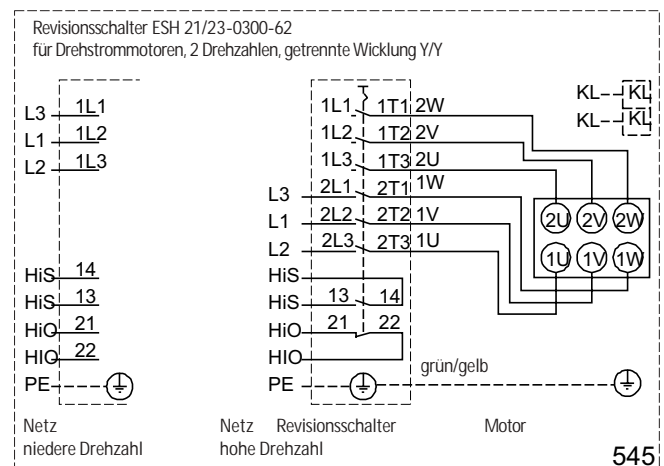 Revisionsschalter ESH 21/23-0300-62
für Drehstrommotoren, 2 Drehzahlen, getrennte Wicklung Y/Y
L3 1L1
L1 1L2
L2 1L3
HiS 14
HiS 13
HiO 21
HIO 22
PE
1L1 1T1 2W
1L2 1T2 2V
1L3 1T3 2U
L3 2L1 2T1 1W
L1 2L2 2T2 1V
L2 2L3 2T3 1U
HiS
HiS 13 14
HiO 21 22
HIO
PE
grün/gelb
KL KL
KL KL
2U 2V 2W
1U 1V 1W
Netz
niedere Drehzahl
Netz Revisionsschalter
hohe Drehzahl
Motor
545